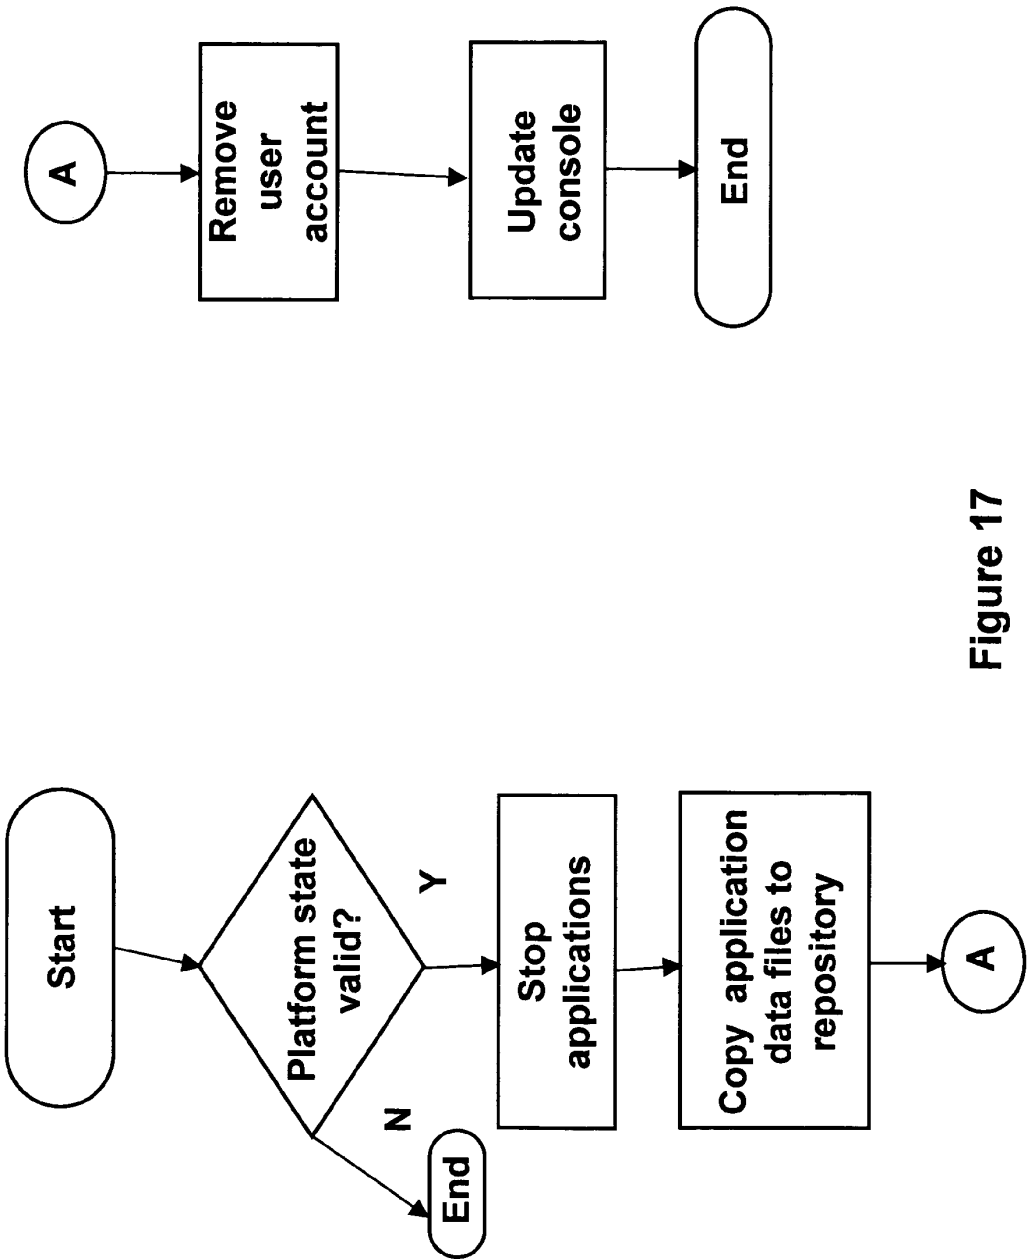 Start
Platform state
valid?
Y
N
End
Stop
applications
Copy application
data files to
repository
A
A
Remove
user
account
Update
console
End
Figure 17